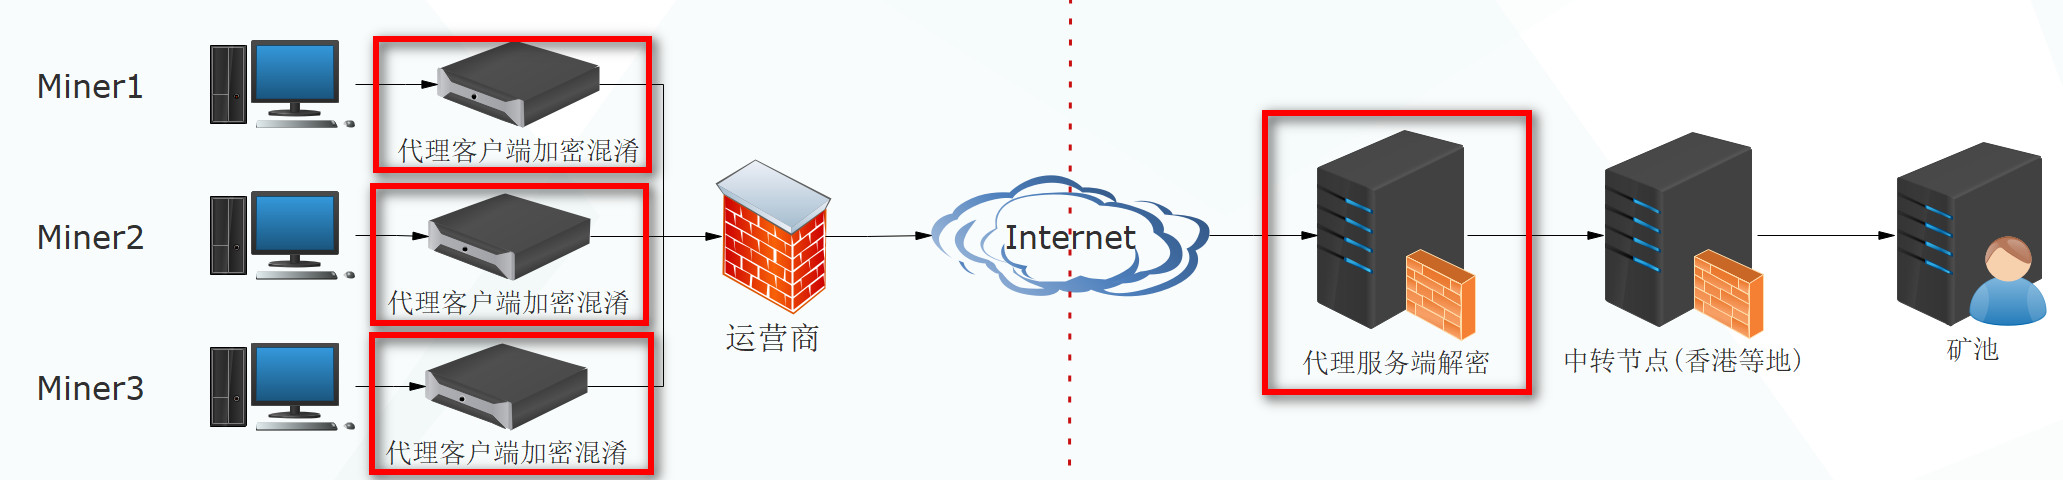 Miner1
代理客户端加密混淆
Miner2
代理客户端加密混淆
Miner3
代理客户端加密混淆
运营商
Internet
代理服务端解密
中转节点(香港等地)
矿池